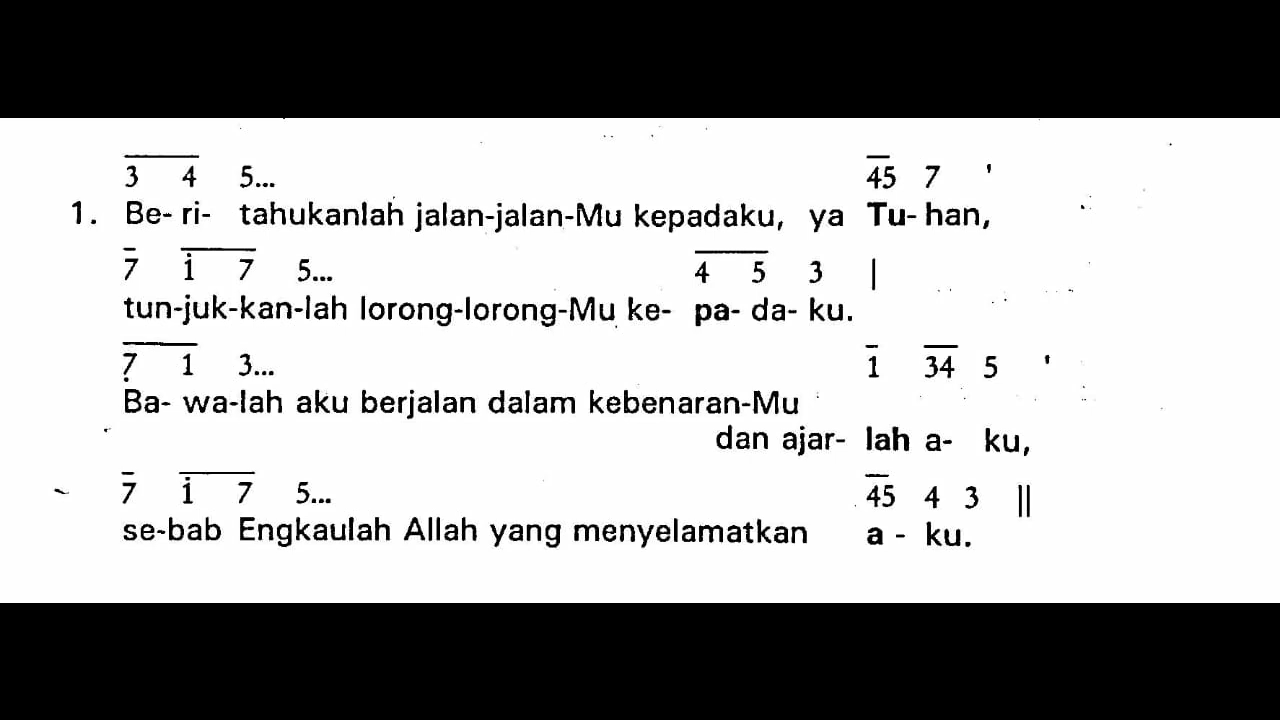 3 4 5... 45 7 '
1. Be- ri- tahukanlah jalan-jalan-Mu kepadaku, ya Tu- han,
7 i 7 5... 4 5 3 |
tun-juk-kan-lah lorong-lorong-Mu ke- pa- da- ku.
7̣ 1 3... 1 34 5 '
Ba- wa-lah aku berjalan dalam kebenaran-Mu
dan ajar- lah a- ku,
7 i 7 5... 45 4 3 ||
se-bab Engkaulah Allah yang menyelamatkan a - ku.